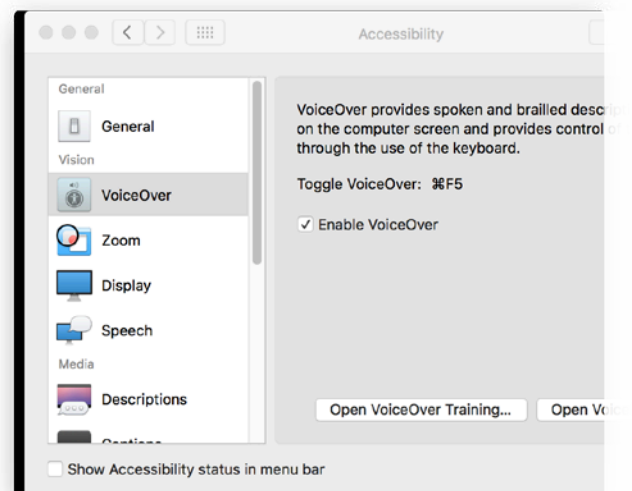 Accessibility
General
General
Vision
VoiceOver
Zoom
Display
Speech
Media
Descriptions
VoiceOver provides spoken and brailled
on the computer screen and provides control
through the use of the keyboard.
Toggle VoiceOver: ⌘F5
Enable VoiceOver
Open VoiceOver Training...
Open
Show Accessibility status in menu bar